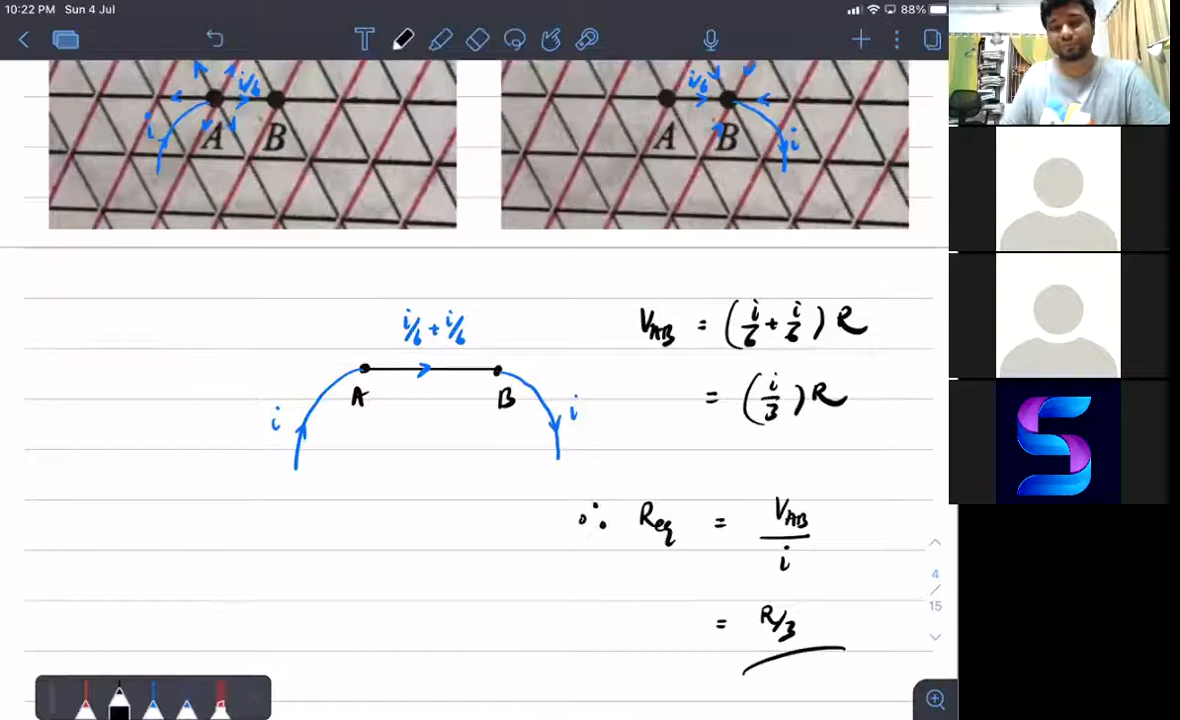 10:22 PM Sun 4 Jul 88%
T
i/6
i
A B
i/6
A B
i
i/6 + i/6
A B
i i
V_AB = (i/6 + i/6) R
= (i/3) R
∴ R_eq = V_AB / i
= R/3
4
/
15